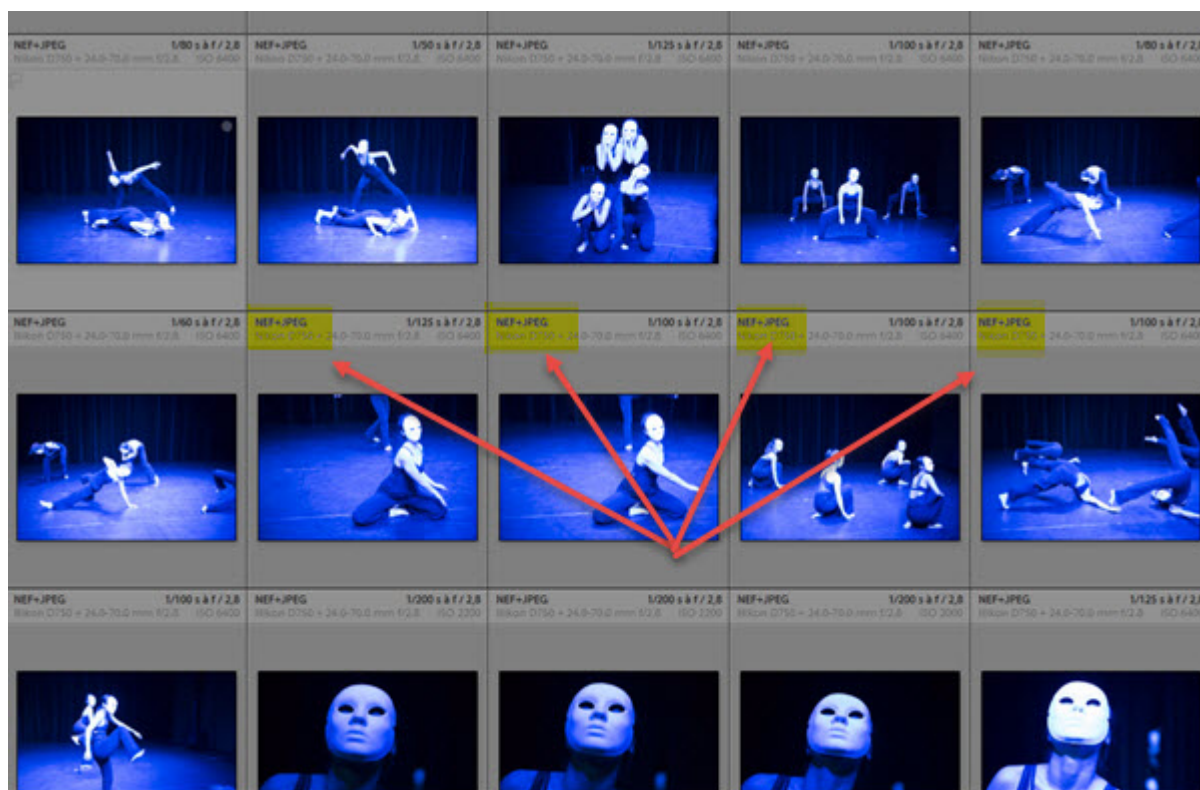 NEF+JPEG 1/80 s à f / 2,8 NEF+JPEG 1/50 s à f / 2,8 NEF+JPEG 1/125 s à f / 2,8 NEF+JPEG 1/100 s à f / 2,8 NEF+JPEG 1/80 s à f / 2,8
Nikon D750 + 24.0-70.0 mm f/2.8 ISO 6400 Nikon D750 + 24.0-70.0 mm f/2.8 ISO 6400 Nikon D750 + 24.0-70.0 mm f/2.8 ISO 6400 Nikon D750 + 24.0-70.0 mm f/2.8 ISO 6400 Nikon D750 + 24.0-70.0 mm f/2.8
NEF+JPEG 1/60 s à f / 2,8 NEF+JPEG 1/125 s à f / 2,8 NEF+JPEG 1/100 s à f / 2,8 NEF+JPEG 1/100 s à f / 2,8 NEF+JPEG 1/100 s à f / 2,8
Nikon D750 + 24.0-70.0 mm f/2.8 ISO 6400 Nikon D750 + 24.0-70.0 mm f/2.8 ISO 6400 Nikon D750 + 24.0-70.0 mm f/2.8 ISO 6400 Nikon D750 + 24.0-70.0 mm f/2.8 ISO 6400 Nikon D750 + 24.0-70.0 mm f/2.8
NEF+JPEG 1/100 s à f / 2,8 NEF+JPEG 1/200 s à f / 2,8 NEF+JPEG 1/200 s à f / 2,8 NEF+JPEG 1/200 s à f / 2,8 NEF+JPEG 1/125 s à f / 2,8
Nikon D750 + 24.0-70.0 mm f/2.8 ISO 6400 Nikon D750 + 24.0-70.0 mm f/2.8 ISO 2200 Nikon D750 + 24.0-70.0 mm f/2.8 ISO 2200 Nikon D750 + 24.0-70.0 mm f/2.8 ISO 2000 Nikon D750 + 24.0-70.0 mm f/2.8